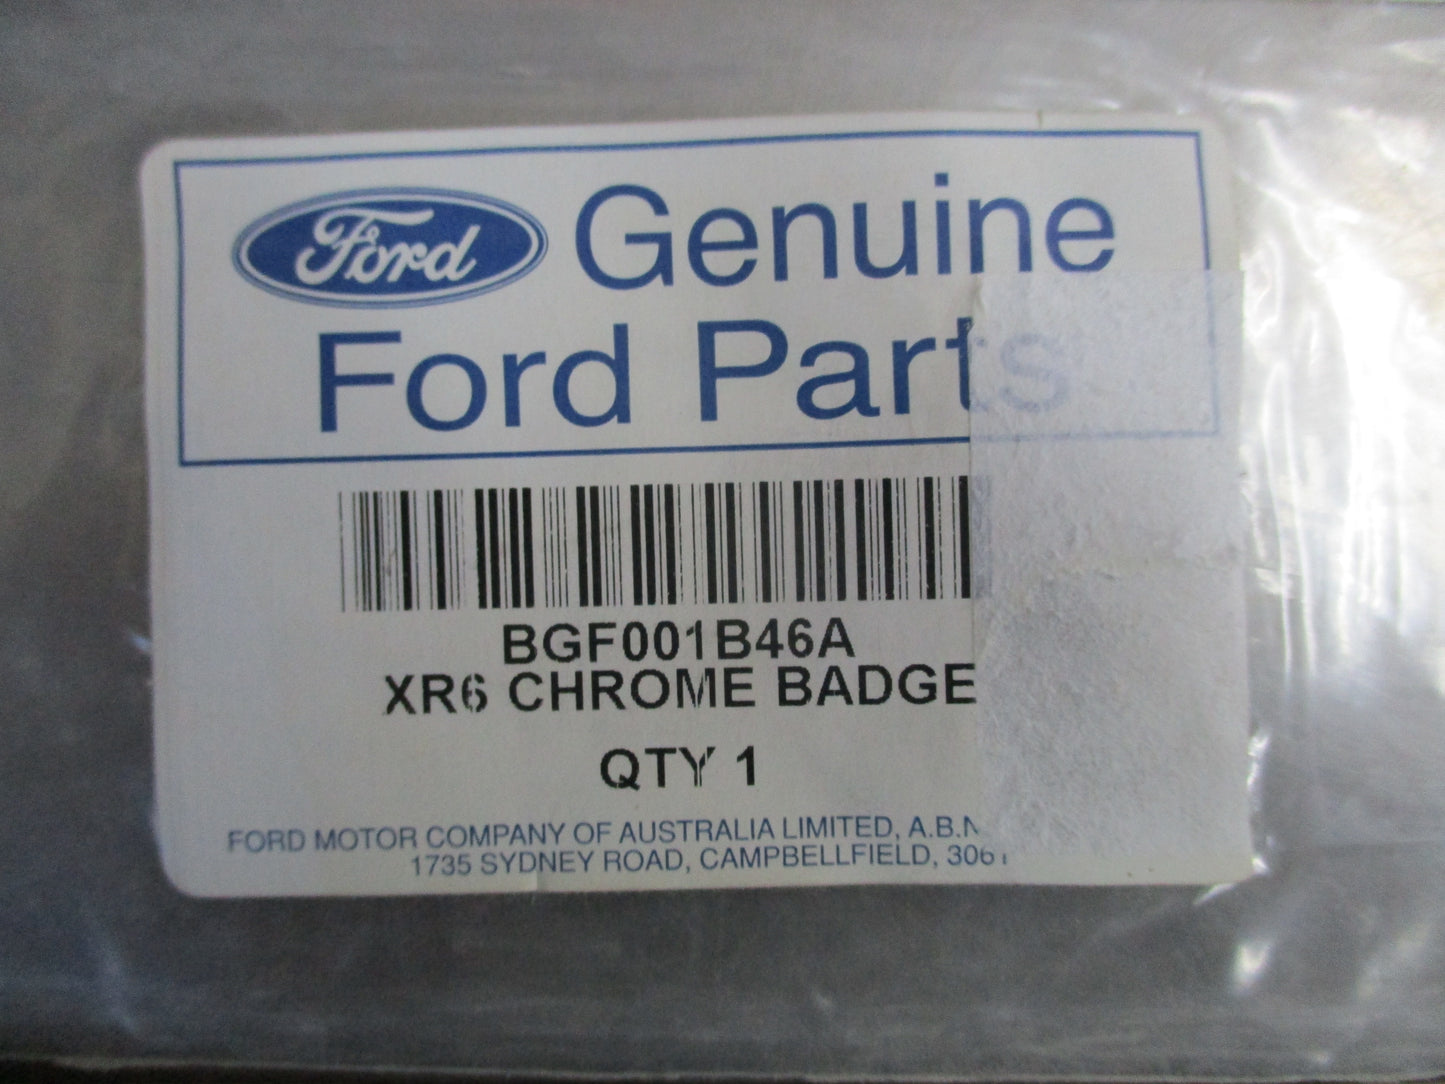 Ford Genuine
Ford Parts
BGF001B46A
XR6 CHROME BADGE
QTY 1
FORD MOTOR COMPANY OF AUSTRALIA LIMITED, A.B.N
1735 SYDNEY ROAD, CAMPBELLFIELD, 3061